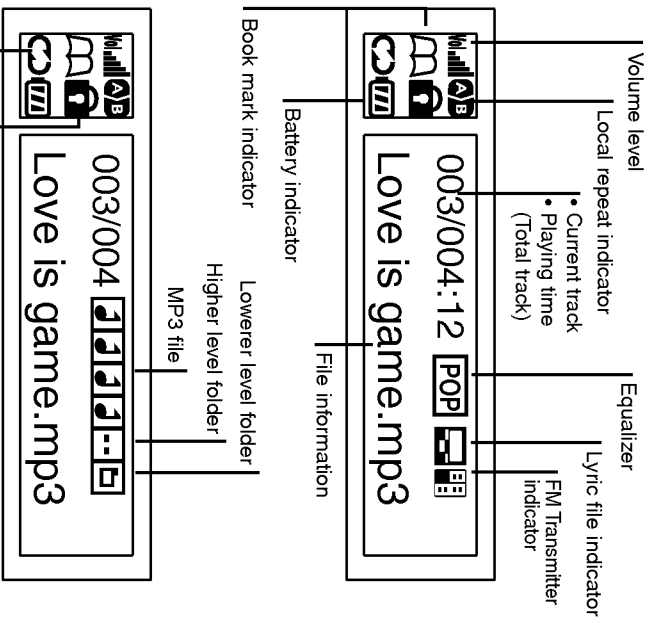 Volume level
Local repeat indicator
• Current track
• Playing time
(Total track)
Equalizer
Lyric file indicator
FM Transmitter
indicator
Vol
A/B
003/004:12 POP
Love is game.mp3
Book mark indicator
Battery indicator
File information
Lowerer level folder
Higher level folder
MP3 file
Vol
A/B
003/004
Love is game.mp3